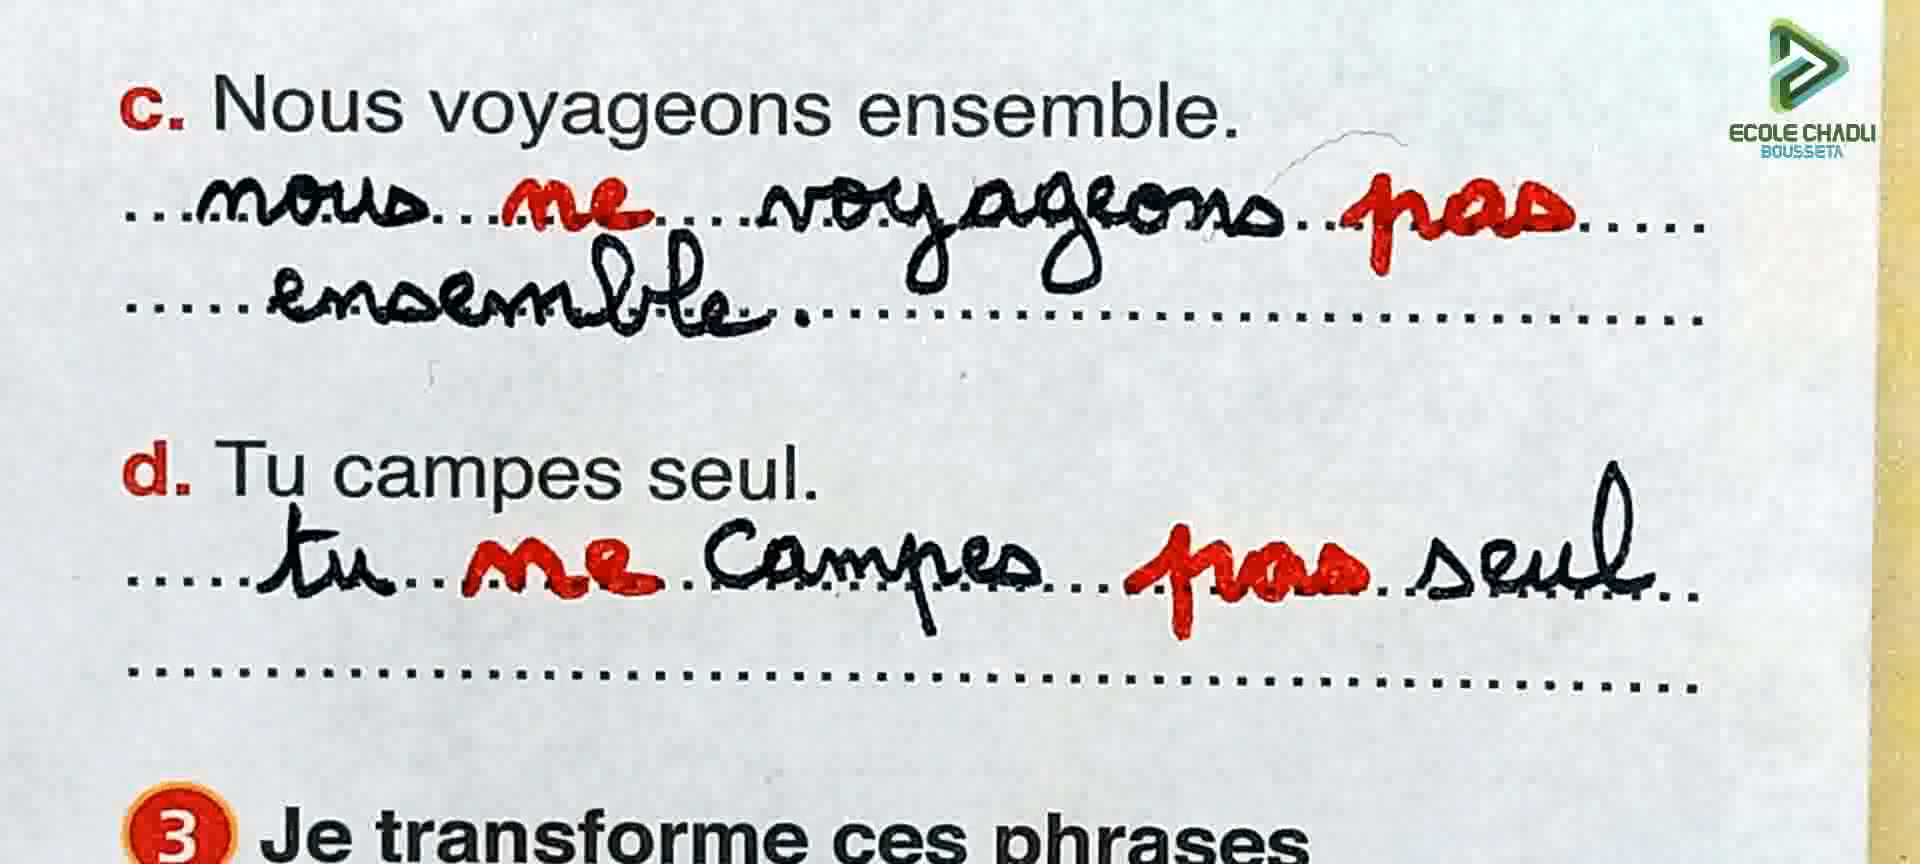 ECOLE CHADLI
BOUSSETA
c. Nous voyageons ensemble.
nous ne voyageons pas
ensemble.
d. Tu campes seul.
tu ne campes pas seul
3 Je transforme ces phrases